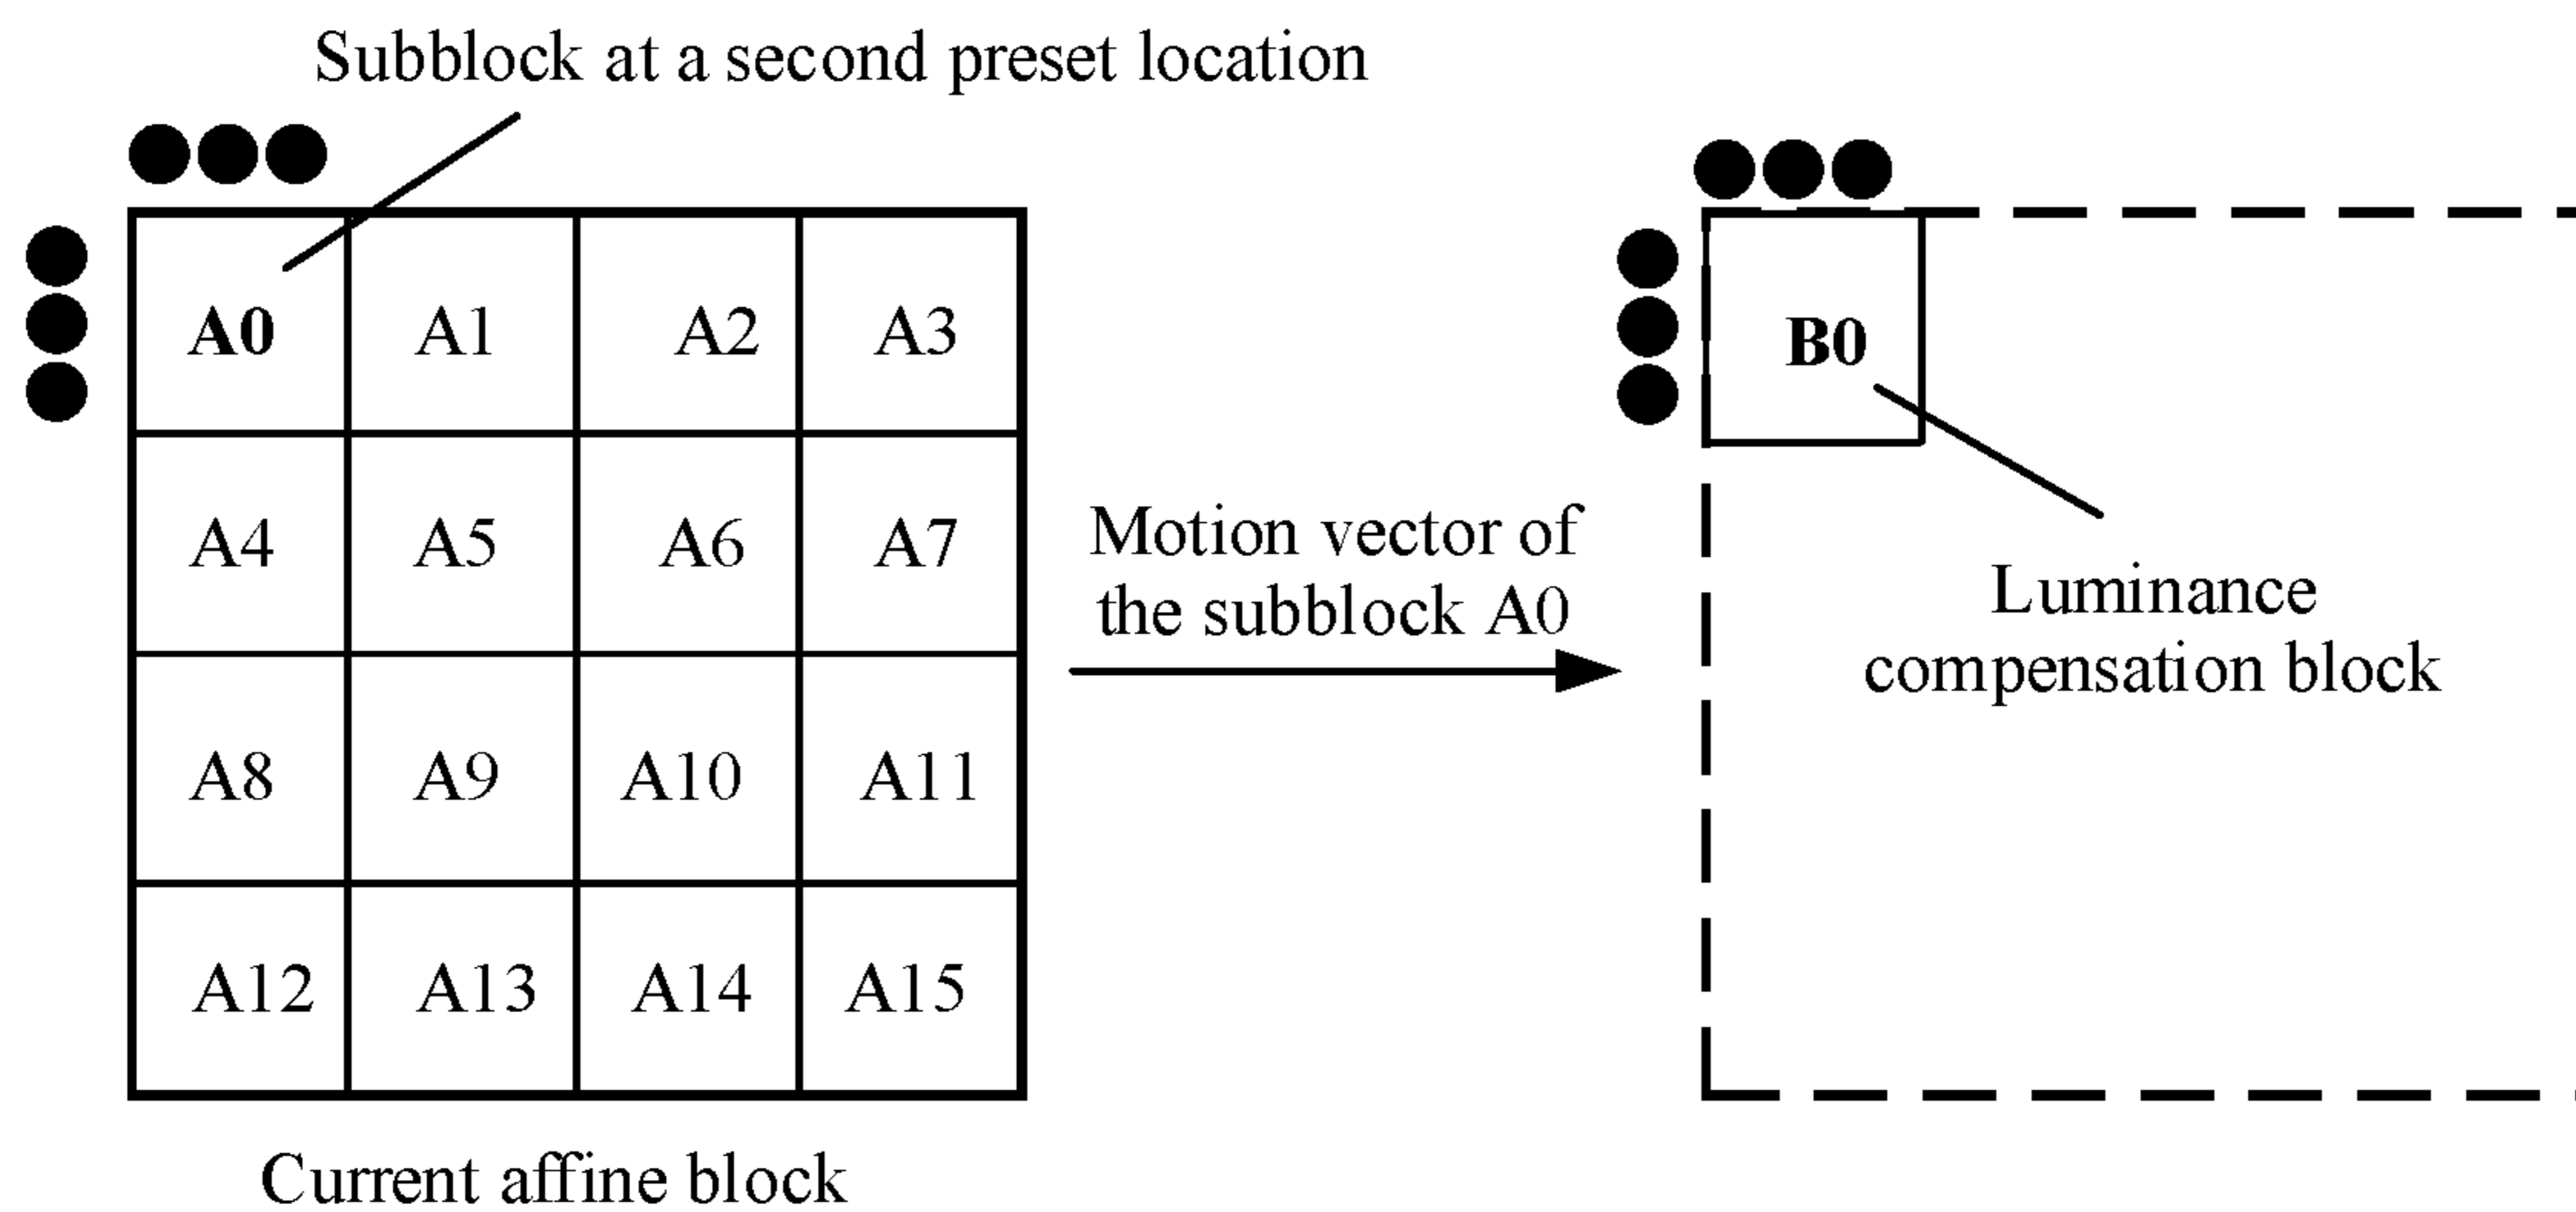 Subblock at a second preset location
A0 A1 A2 A3
B0
A4 A5 A6 A7
Motion vector of
the subblock A0
Luminance
compensation block
A8 A9 A10 A11
A12 A13 A14 A15
Current affine block